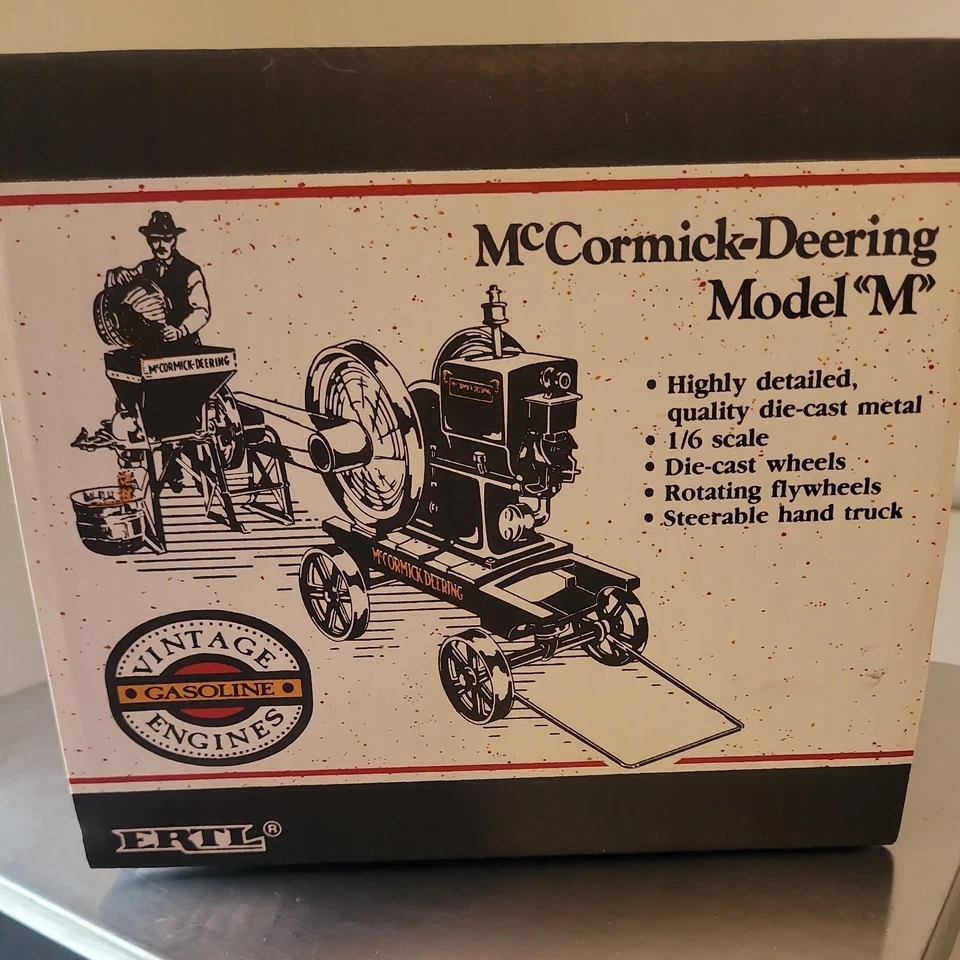 McCormick-Deering
Model “M”
• Highly detailed,
quality die-cast metal
• 1/6 scale
• Die-cast wheels
• Rotating flywheels
• Steerable hand truck
McCORMICK-DEERING
McCORMICK DEERING
VINTAGE
• GASOLINE •
ENGINES
ERTL®